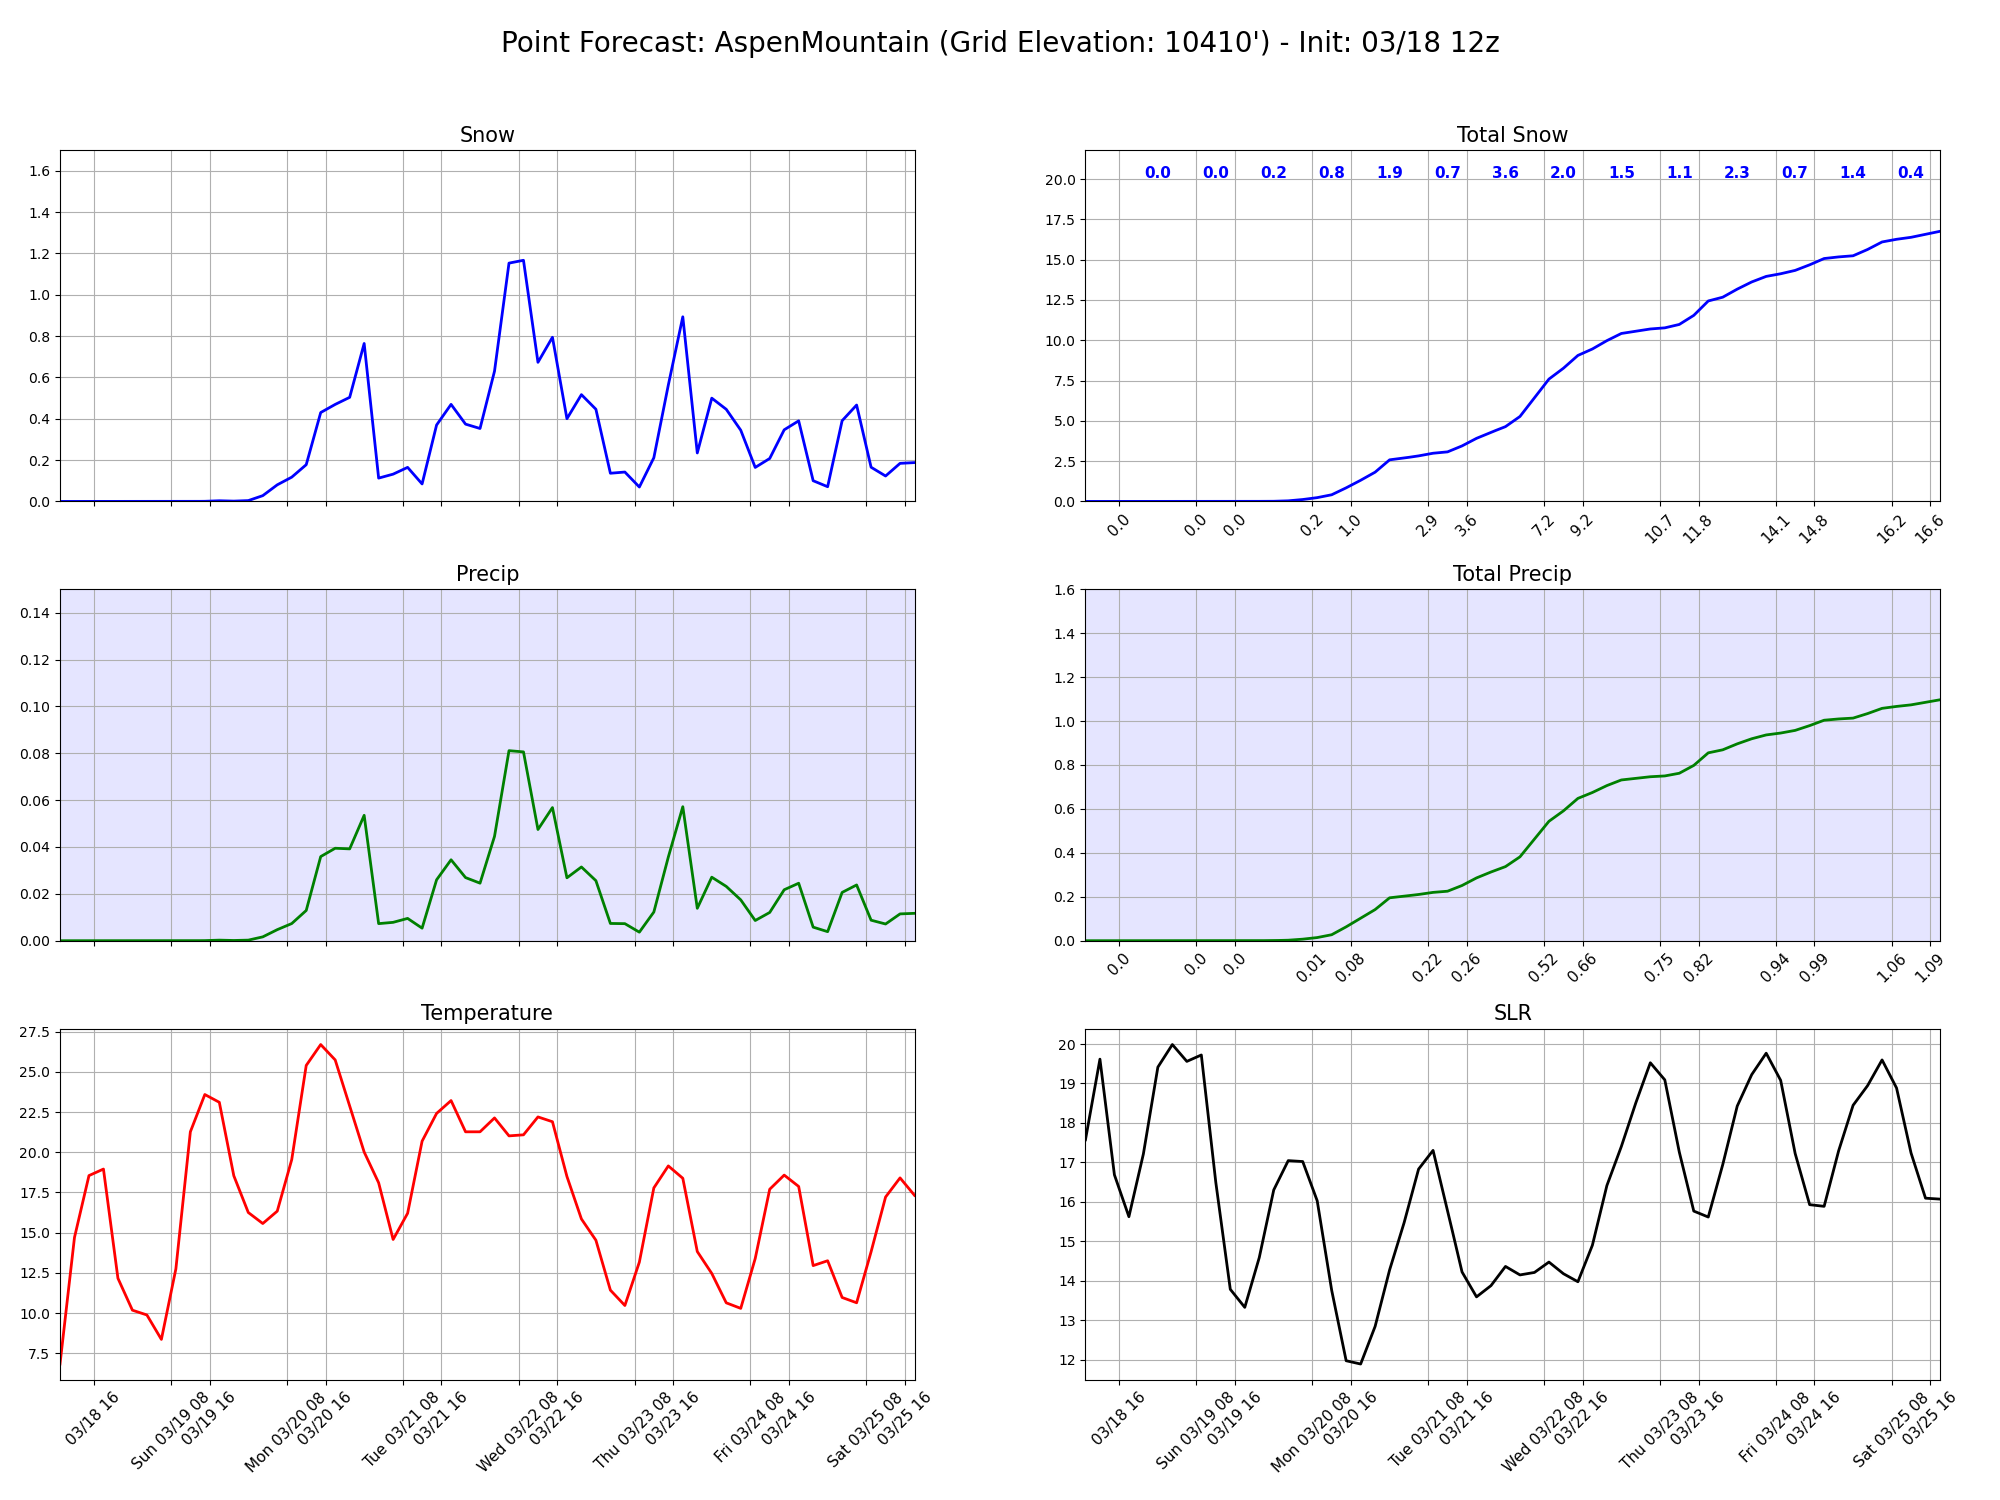 Point Forecast: AspenMountain (Grid Elevation: 10410') - Init: 03/18 12z
Snow
1.6
1.4
1.2
1.0
0.8
0.6
0.4
0.2
0.0
Total Snow
0.0 0.0 0.2 0.8 1.9 0.7 3.6 2.0 1.5 1.1 2.3 0.7 1.4 0.4
20.0
17.5
15.0
12.5
10.0
7.5
5.0
2.5
0.0
0.0 0.0 0.0 0.2 1.0 2.9 3.6 7.2 9.2 10.7 11.8 14.1 14.8 16.2 16.6
Precip
0.14
0.12
0.10
0.08
0.06
0.04
0.02
0.00
Total Precip
1.6
1.4
1.2
1.0
0.8
0.6
0.4
0.2
0.0
0.0 0.0 0.0 0.01 0.08 0.22 0.26 0.52 0.66 0.75 0.82 0.94 0.99 1.06 1.09
Temperature
27.5
25.0
22.5
20.0
17.5
15.0
12.5
10.0
7.5
03/18 16
Sun 03/19 08
03/19 16
Mon 03/20 08
03/20 16
Tue 03/21 08
03/21 16
Wed 03/22 08
03/22 16
Thu 03/23 08
03/23 16
Fri 03/24 08
03/24 16
Sat 03/25 08
03/25 16
SLR
20
19
18
17
16
15
14
13
12
03/18 16
Sun 03/19 08
03/19 16
Mon 03/20 08
03/20 16
Tue 03/21 08
03/21 16
Wed 03/22 08
03/22 16
Thu 03/23 08
03/23 16
Fri 03/24 08
03/24 16
Sat 03/25 08
03/25 16